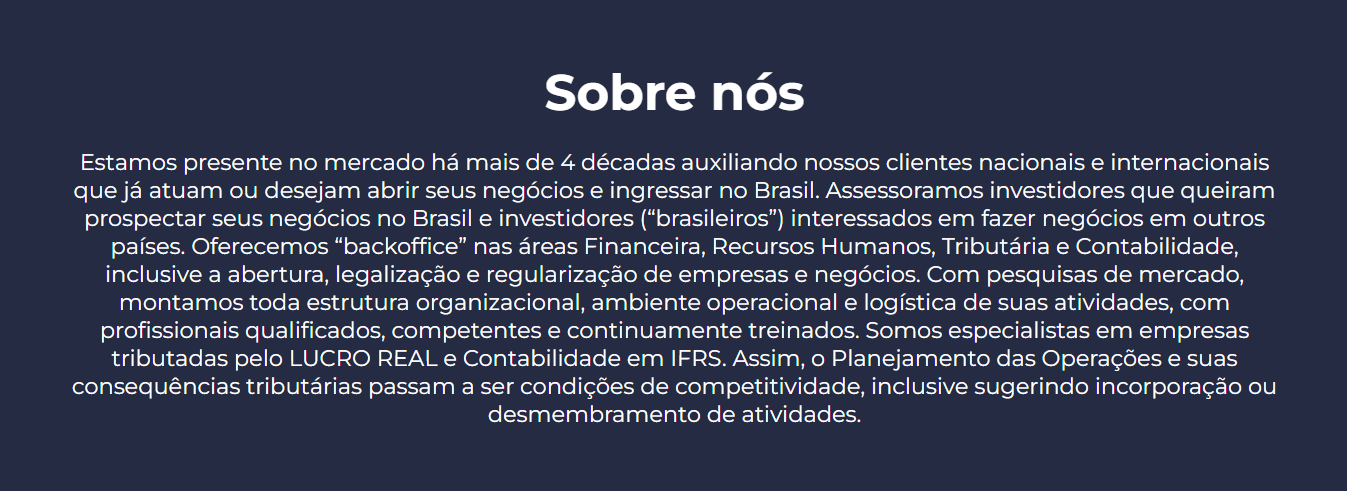 Sobre nós
Estamos presente no mercado há mais de 4 décadas auxiliando nossos clientes nacionais e internacionais
que já atuam ou desejam abrir seus negócios e ingressar no Brasil. Assessoramos investidores que queiram
prospectar seus negócios no Brasil e investidores (“brasileiros”) interessados em fazer negócios em outros
países. Oferecemos “backoffice” nas áreas Financeira, Recursos Humanos, Tributária e Contabilidade,
inclusive a abertura, legalização e regularização de empresas e negócios. Com pesquisas de mercado,
montamos toda estrutura organizacional, ambiente operacional e logística de suas atividades, com
profissionais qualificados, competentes e continuamente treinados. Somos especialistas em empresas
tributadas pelo LUCRO REAL e Contabilidade em IFRS. Assim, o Planejamento das Operações e suas
consequências tributárias passam a ser condições de competitividade, inclusive sugerindo incorporação ou
desmembramento de atividades.